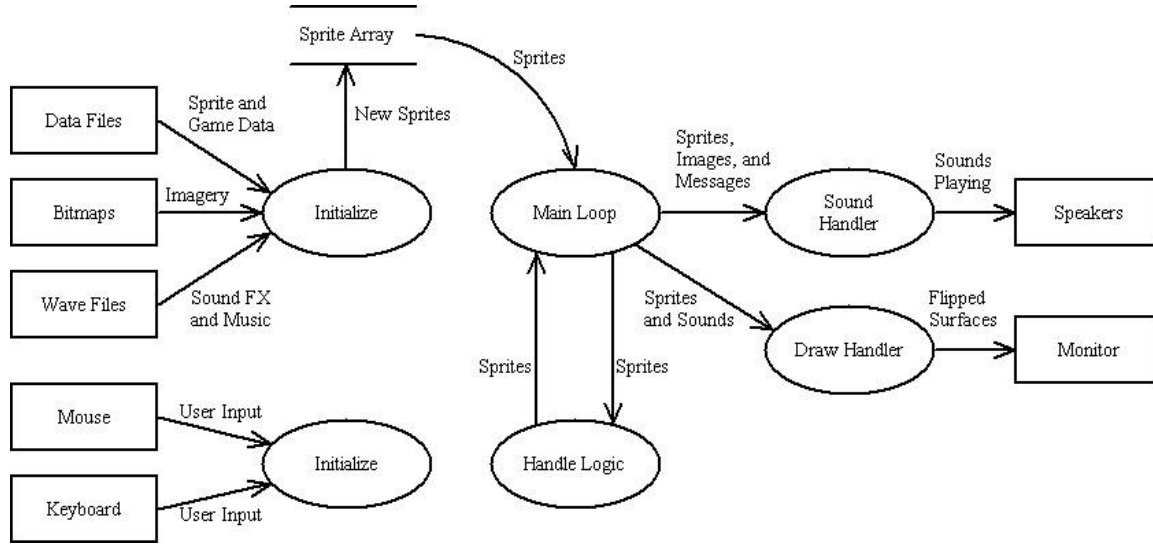 Sprite Array
Sprites
Data Files
Sprite and
Game Data
New Sprites
Bitmaps
Imagery
Initialize
Main Loop
Sprites,
Images, and
Messages
Sound
Handler
Sounds
Playing
Speakers
Wave Files
Sound FX
and Music
Sprites
and Sounds
Draw Handler
Flipped
Surfaces
Monitor
Sprites
Sprites
Mouse
User Input
Initialize
Handle Logic
Keyboard
User Input